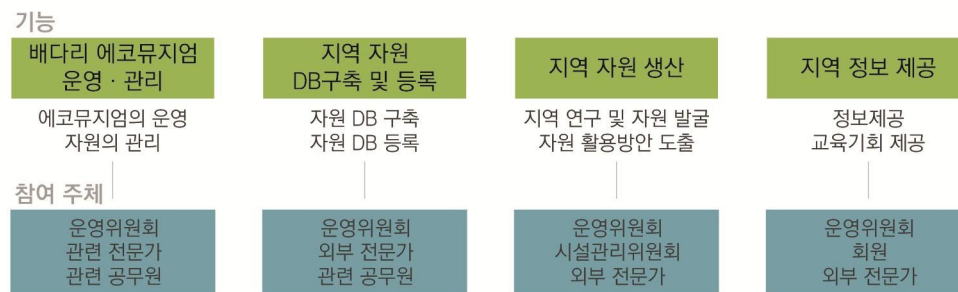 기능
배다리 에코뮤지엄
운영 · 관리
지역 자원
DB구축 및 등록
지역 자원 생산
지역 정보 제공
에코뮤지엄의 운영
자원의 관리
자원 DB 구축
자원 DB 등록
지역 연구 및 자원 발굴
자원 활용방안 도출
정보제공
교육기회 제공
참여 주체
운영위원회
관련 전문가
관련 공무원
운영위원회
외부 전문가
관련 공무원
운영위원회
시설관리위원회
외부 전문가
운영위원회
회원
외부 전문가